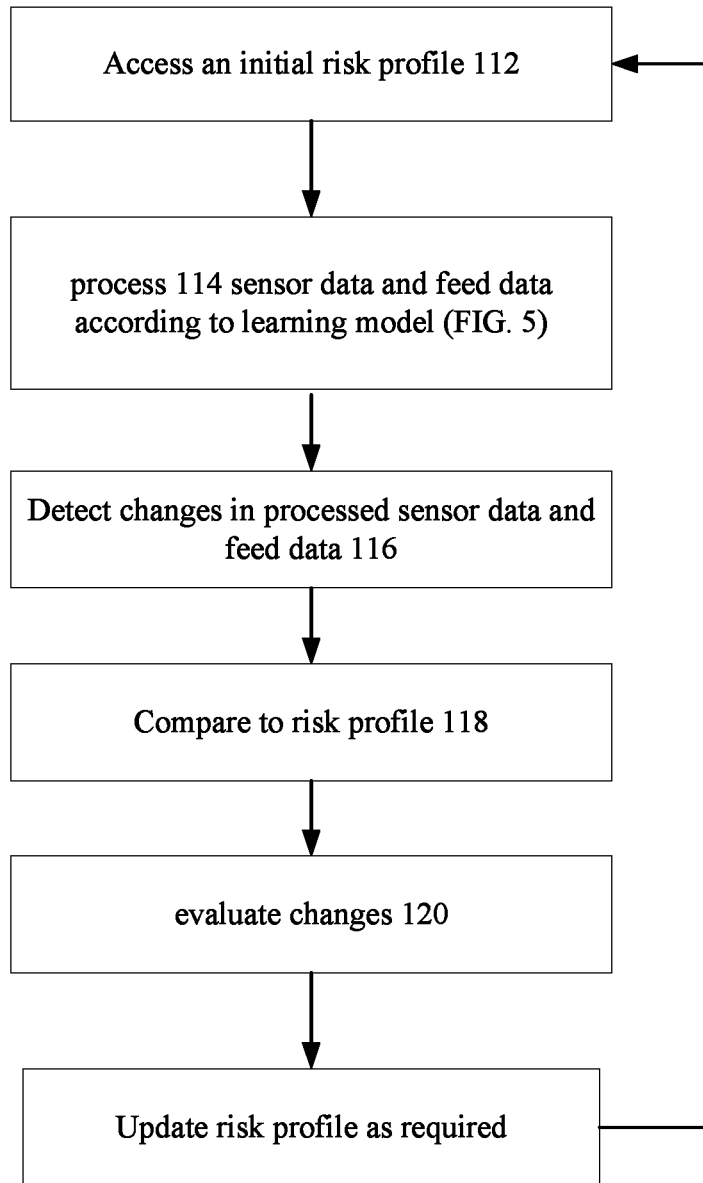 Access an initial risk profile 112
process 114 sensor data and feed data
according to learning model (FIG. 5)
Detect changes in processed sensor data and
feed data 116
Compare to risk profile 118
evaluate changes 120
Update risk profile as required